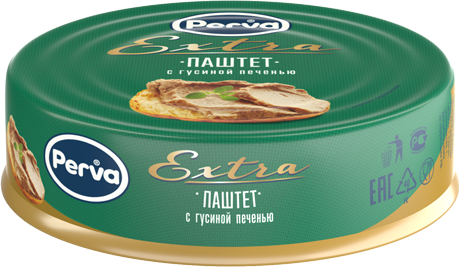 Perva
Extra
ПАШТЕТ
с гусиной печенью
Perva
Extra
ПАШТЕТ
с гусиной печенью
EAC